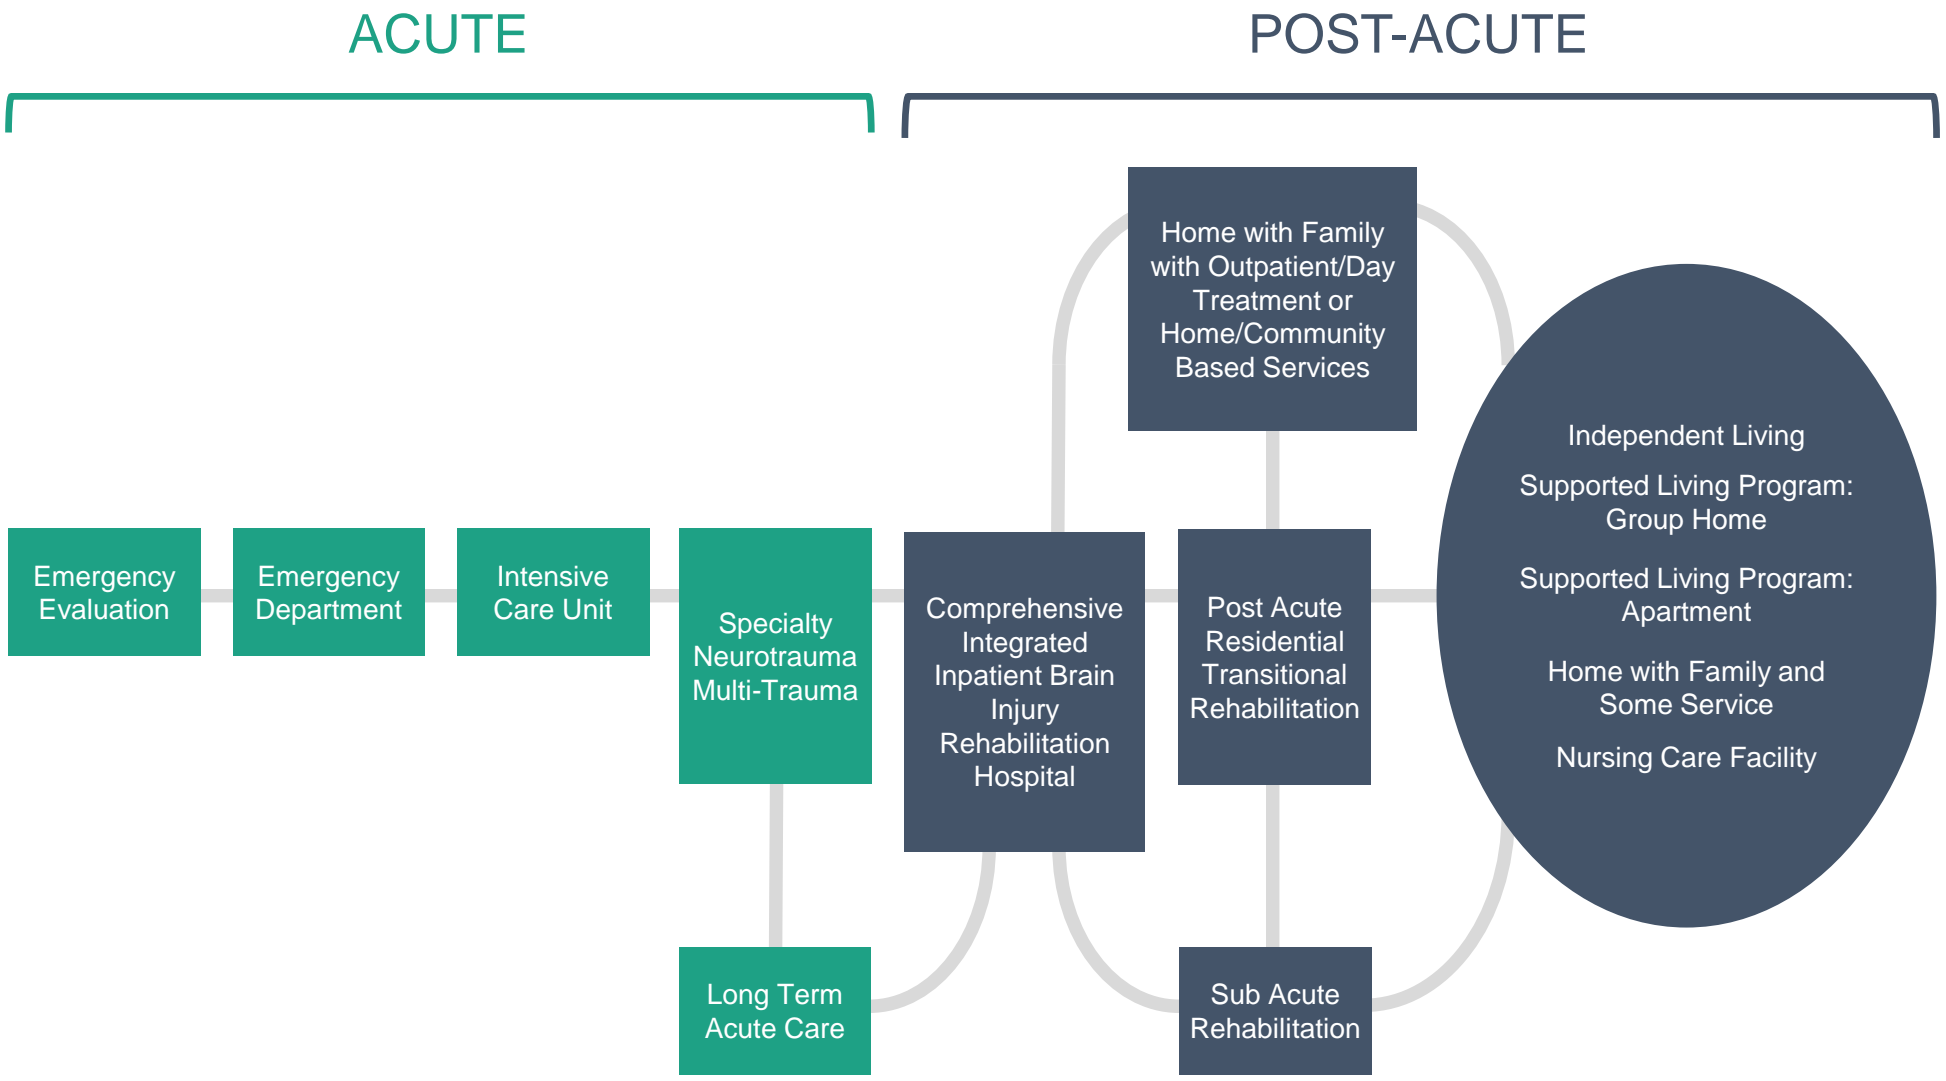 ACUTE
POST-ACUTE
Home with Family
with Outpatient/Day
Treatment or
Home/Community
Based Services
Emergency
Evaluation
Emergency
Department
Intensive
Care Unit
Specialty
Neurotrauma
Multi-Trauma
Comprehensive
Integrated
Inpatient Brain
Injury
Rehabilitation
Hospital
Post Acute
Residential
Transitional
Rehabilitation
Independent Living
Supported Living Program:
Group Home
Supported Living Program:
Apartment
Home with Family and
Some Service
Nursing Care Facility
Long Term
Acute Care
Sub Acute
Rehabilitation